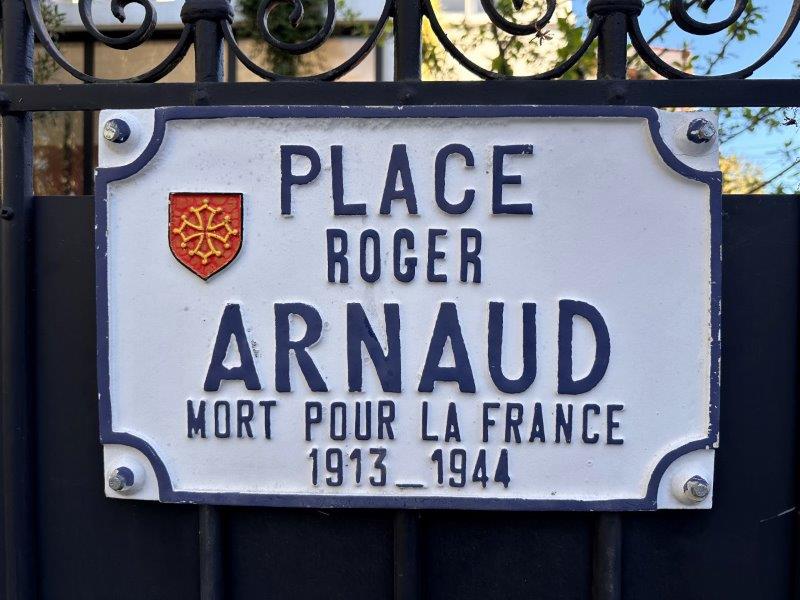 PLACE
ROGER
ARNAUD
MORT POUR LA FRANCE
1913_1944